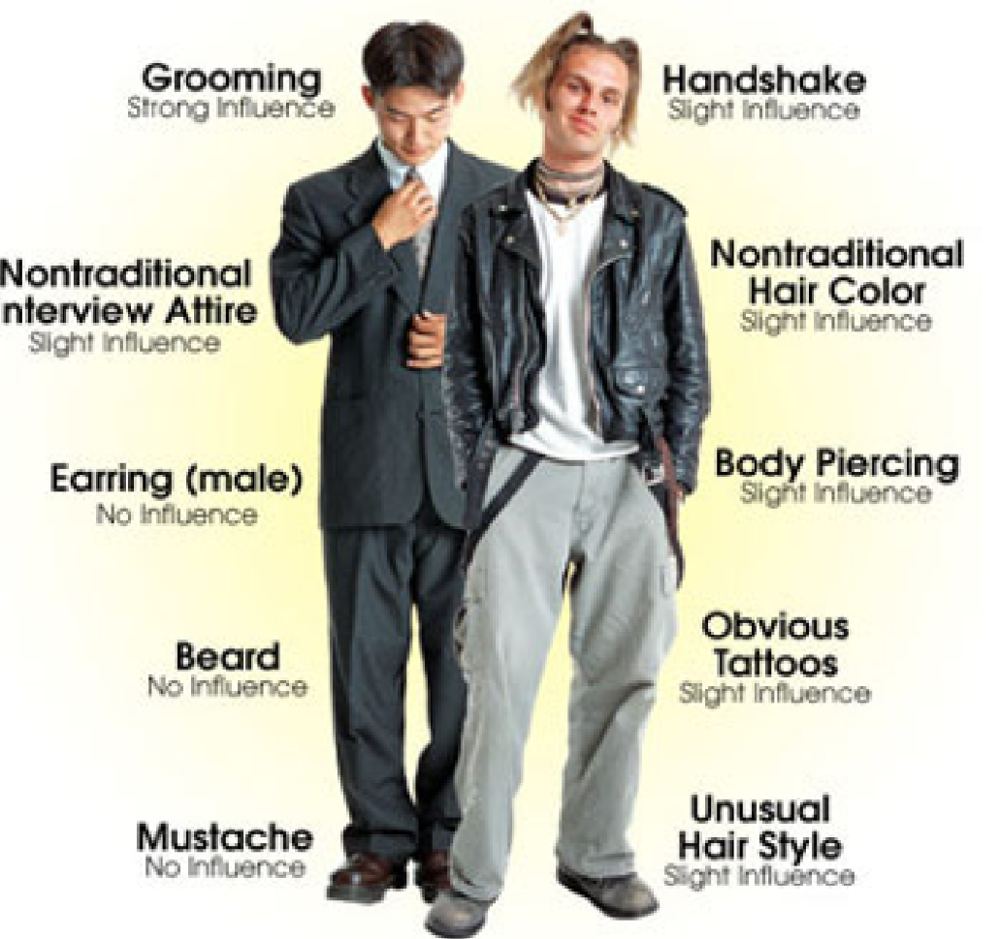 Grooming
Strong Influence
Handshake
Slight Influence
Nontraditional
nterview Attire
Slight Influence
Nontraditional
Hair Color
Slight Influence
Earring (male)
No Influence
Body Piercing
Slight Influence
Beard
No Influence
Obvious
Tattoos
Slight Influence
Mustache
No Influence
Unusual
Hair Style
Slight Influence